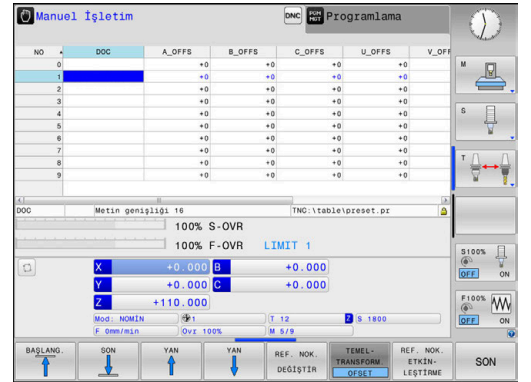 Manuel İşletim DNC PGM MGT Programlama
NO DOC A_OFFS B_OFFS C_OFFS U_OFFS V_OFF
0 +0 +0 +0 +0
1 +0 +0 +0 +0
2 +0 +0 +0 +0
3 +0 +0 +0 +0
4 +0 +0 +0 +0
5 +0 +0 +0 +0
6 +0 +0 +0 +0
7 +0 +0 +0 +0
8 +0 +0 +0 +0
9 +0 +0 +0 +0
DOC Metin genişliği 16 TNC:\table\preset.pr
100% S-OVR
100% F-OVR LIMIT 1
X +0.000 B +0.000
Y +0.000 C +0.000
Z +110.000
Mod: NOMİN 1 T 12 Z S 1800
F 0mm/min Ovr 100% M 5/9
M
S
T
S100%
OFF ON
F100%
OFF ON
BAŞLANG.
SON
YAN
YAN
REF. NOK.
DEĞİŞTİR
TEMEL-
TRANSFORM.
OFSET
REF. NOK.
ETKİN-
LEŞTİRME
SON